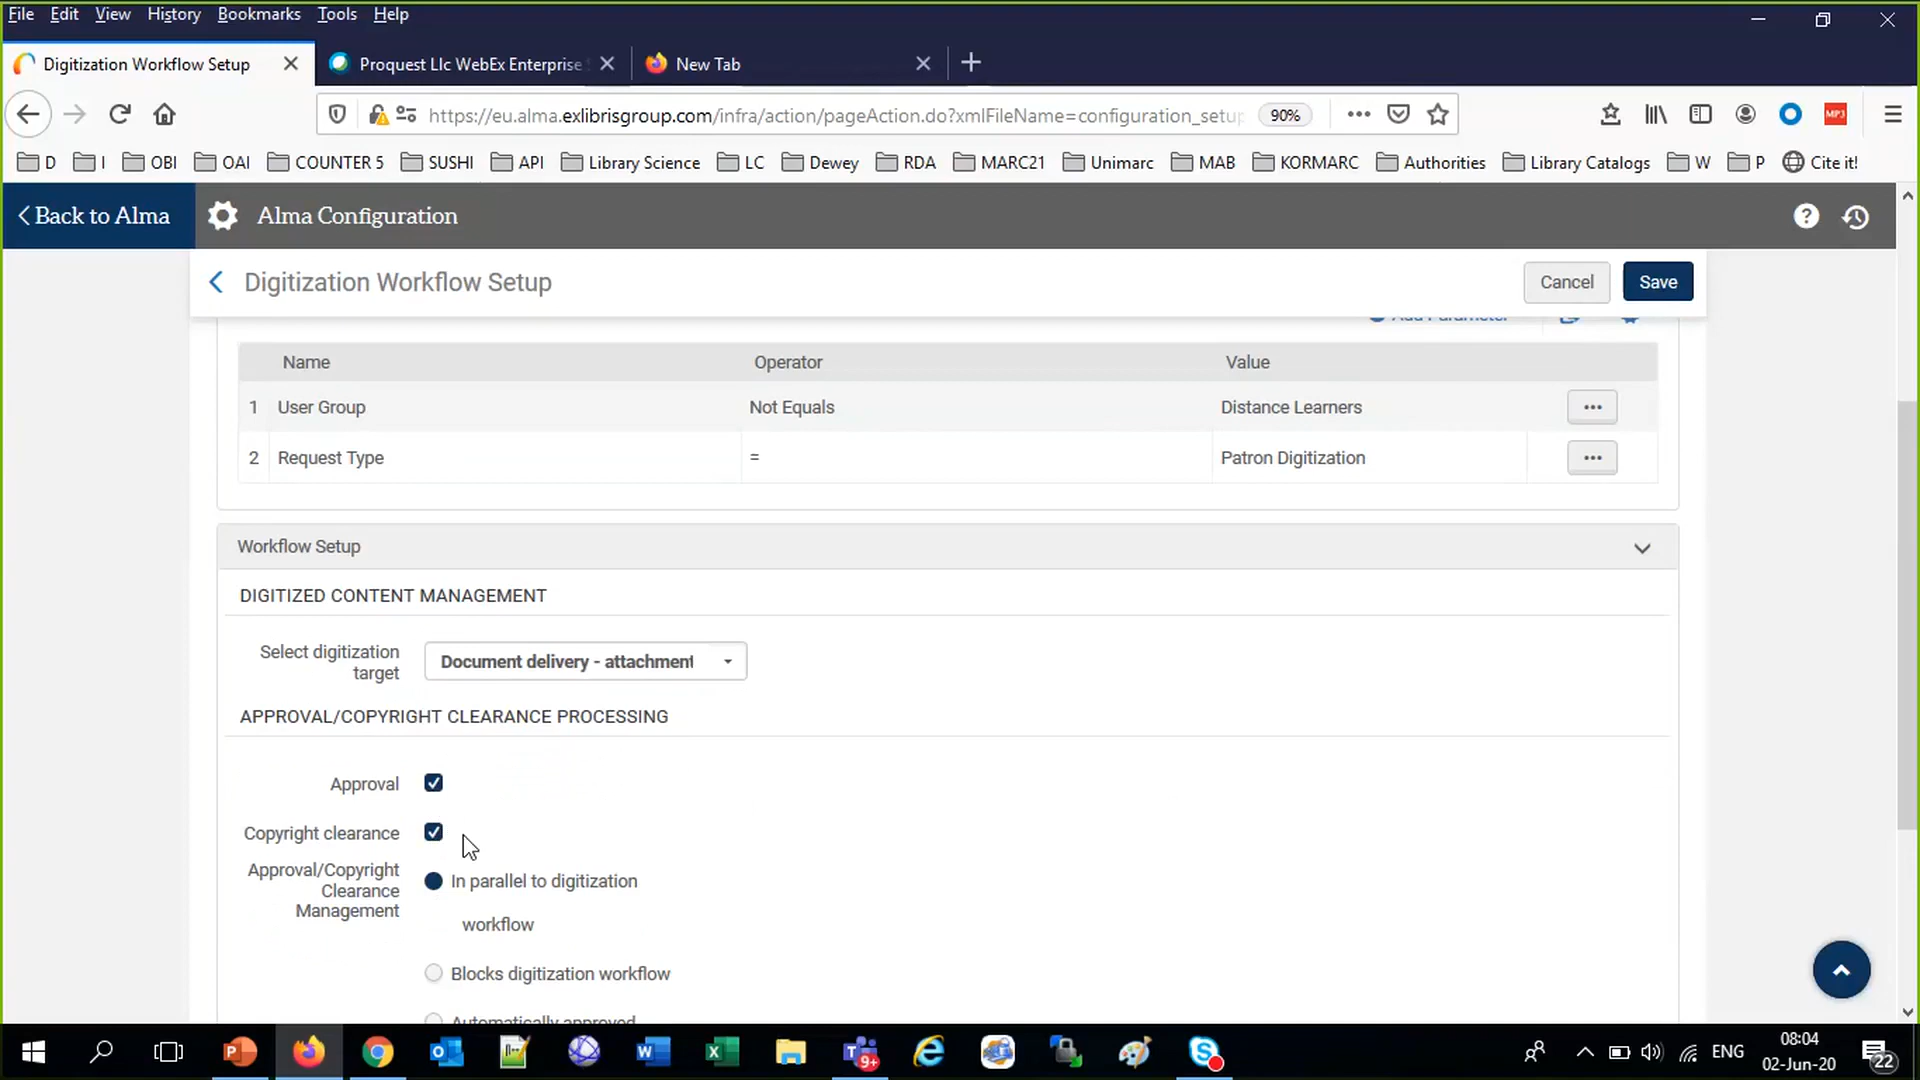 File Edit View History Bookmarks Tools Help
Digitization Workflow Setup
Proquest Llc WebEx Enterprise
New Tab
https://eu.alma.exlibrisgroup.com/infra/action/pageAction.do?xmlFileName=configuration_setup
90%
MP3
D I OBI OAI COUNTER 5 SUSHI API Library Science LC Dewey RDA MARC21 Unimarc MAB KORMARC Authorities Library Catalogs W P Cite it!
Back to Alma
Alma Configuration
Digitization Workflow Setup
Cancel
Save
Add Parameter
Name Operator Value
1 User Group Not Equals Distance Learners
2 Request Type = Patron Digitization
Workflow Setup
DIGITIZED CONTENT MANAGEMENT
Select digitization
target
Document delivery - attachment
APPROVAL/COPYRIGHT CLEARANCE PROCESSING
Approval
Copyright clearance
Approval/Copyright
Clearance
Management
In parallel to digitization
workflow
Blocks digitization workflow
Automatically approved
9+
ENG
08:04
02-Jun-20
22